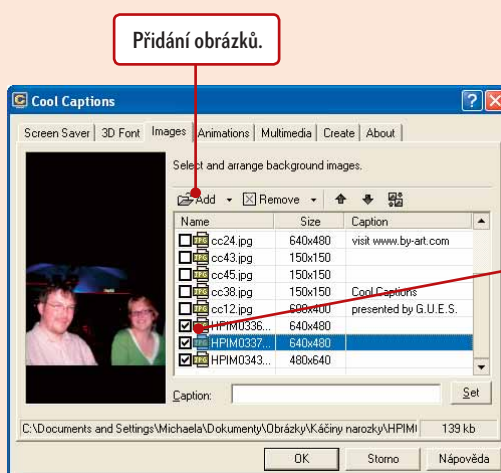 Přidání obrázků.
Cool Captions
Screen Saver 3D Font Images Animations Multimedia Create About
Select and arrange background images.
Add Remove
Name Size Caption
cc24.jpg 640x480 visit www.by-art.com
cc43.jpg 150x150
cc45.jpg 150x150
cc38.jpg 150x150 Cool Captions
cc12.jpg 600x400 presented by G.U.E.S.
HPIM0336... 640x480
HPIM0337... 640x480
HPIM0343... 480x640
Caption: Set
C:\Documents and Settings\Michaela\Dokumenty\Obrázky\Káčiny narozky\HPIM 139 kb
OK Storno Nápověda